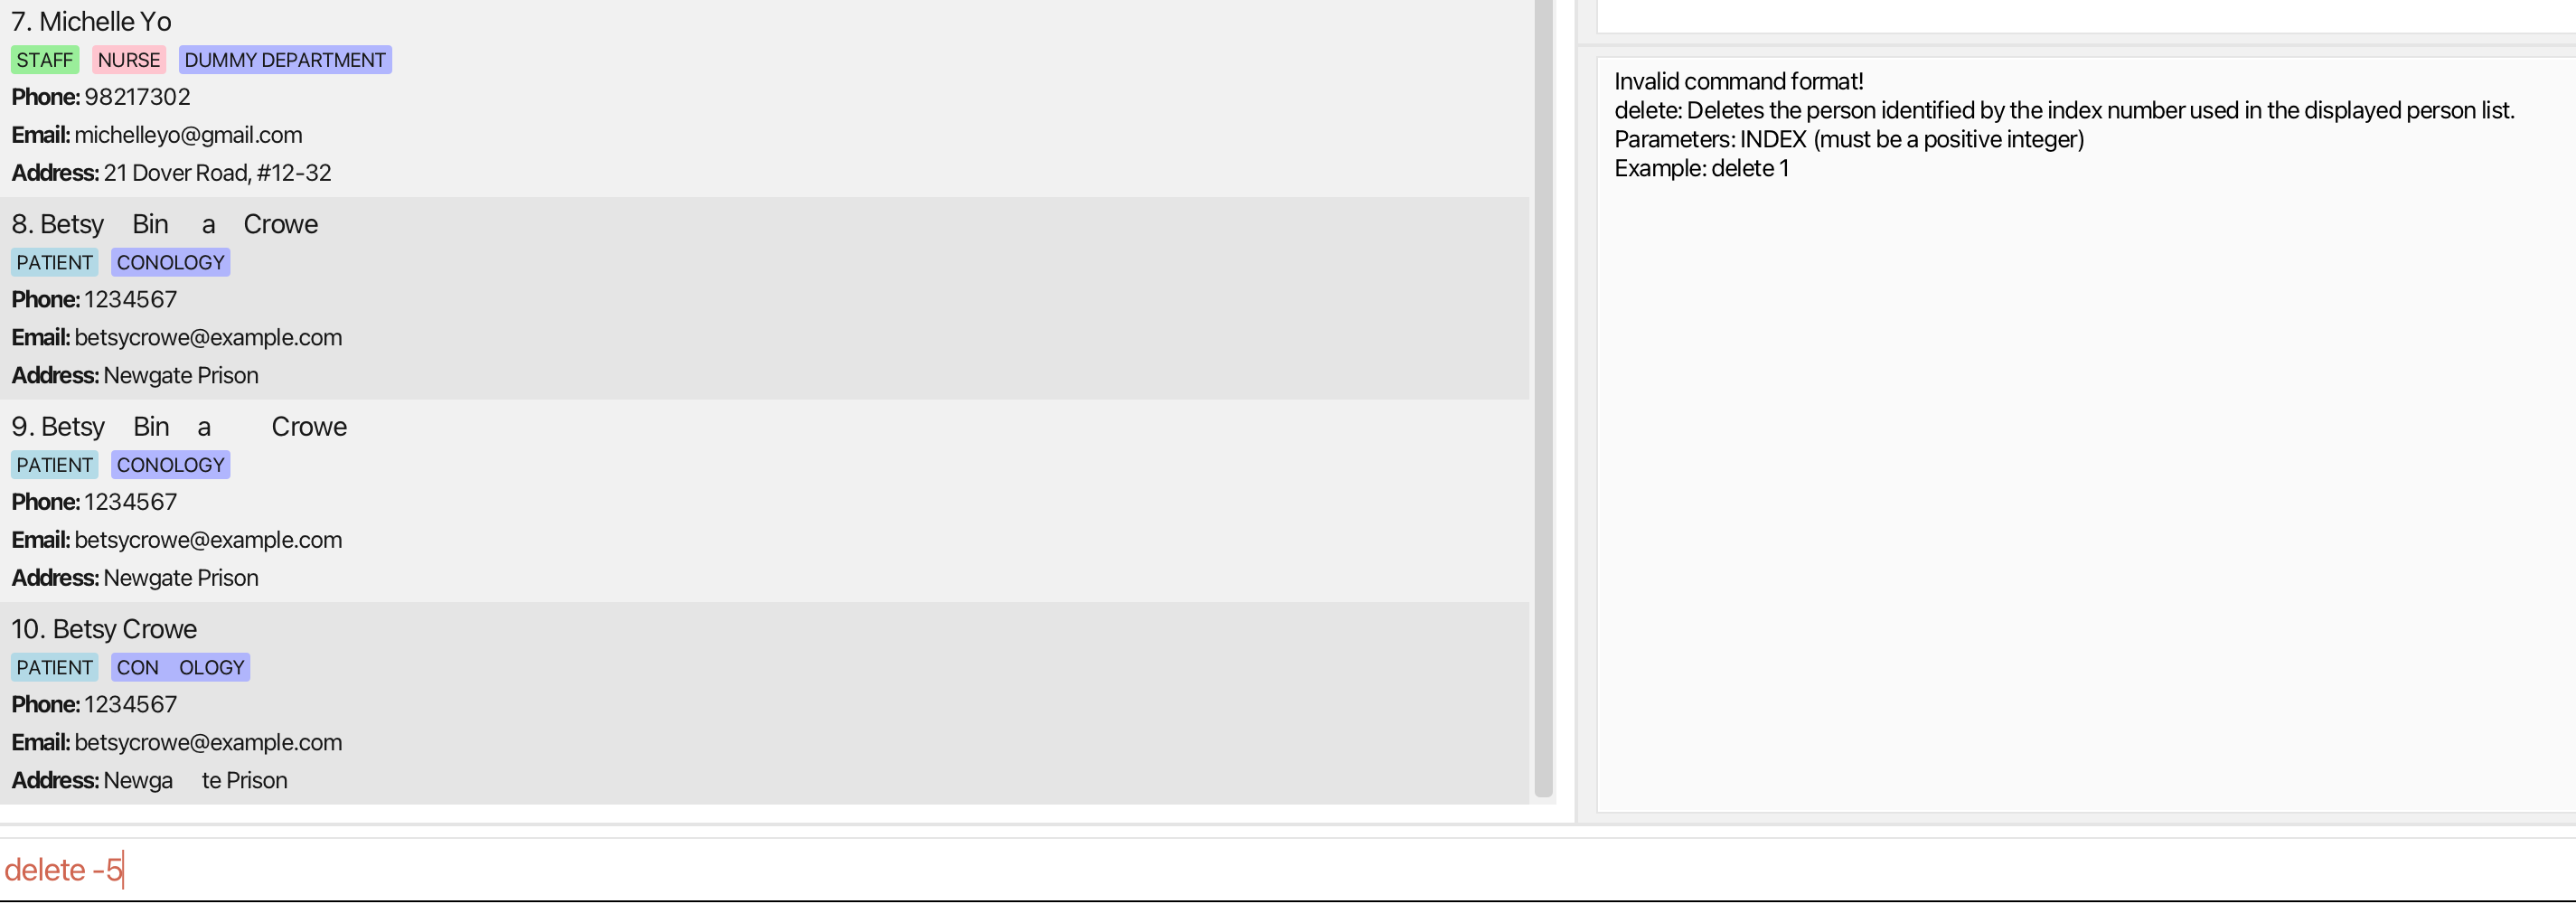 7. Michelle Yo
STAFF NURSE DUMMY DEPARTMENT
Phone: 98217302
Email: michelleyo@gmail.com
Address: 21 Dover Road, #12-32
8. Betsy    Bin    a    Crowe
PATIENT CONOLOGY
Phone: 1234567
Email: betsycrowe@example.com
Address: Newgate Prison
9. Betsy    Bin    a        Crowe
PATIENT CONOLOGY
Phone: 1234567
Email: betsycrowe@example.com
Address: Newgate Prison
10. Betsy Crowe
PATIENT CON    OLOGY
Phone: 1234567
Email: betsycrowe@example.com
Address: Newga    te Prison
Invalid command format!
delete: Deletes the person identified by the index number used in the displayed person list.
Parameters: INDEX (must be a positive integer)
Example: delete 1
delete -5